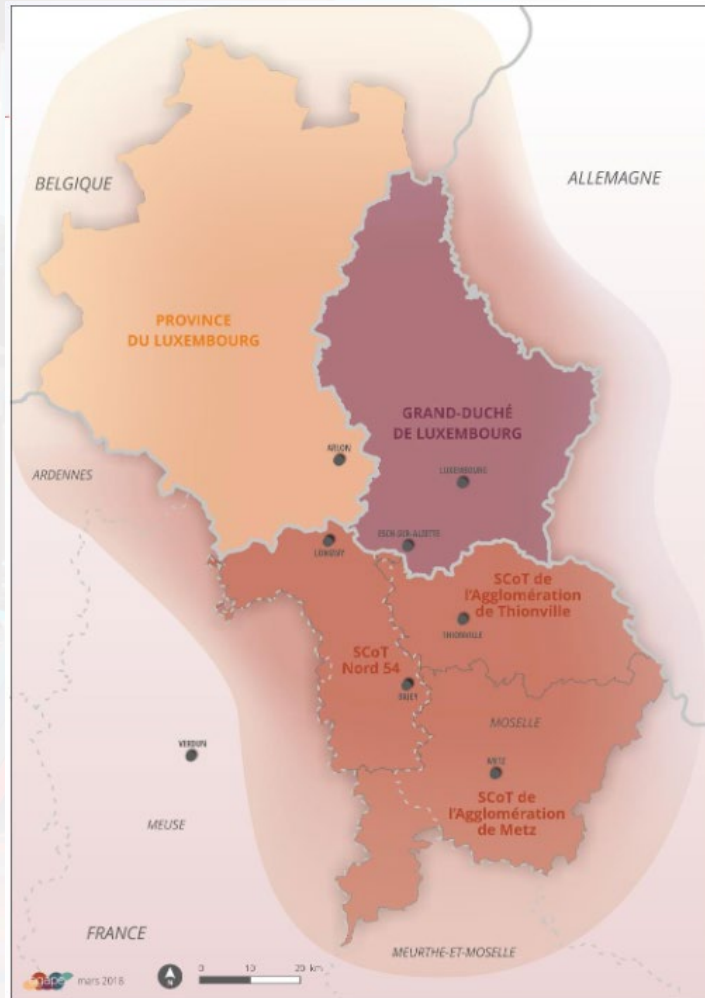 BELGIQUE
ALLEMAGNE
PROVINCE
DU LUXEMBOURG
GRAND-DUCHÉ
DE LUXEMBOURG
ARDENNES
LUXEMBOURG
ESCH-SUR-ALZETTE
LONGWY
SCoT de
l'Agglomération
de Thionville
THIONVILLE
SCoT
Nord 54
BRIEY
MOSELLE
VERDUN
METZ
SCoT de
l'Agglomération
de Metz
MEUSE
FRANCE
MEURTHE-ET-MOSELLE
agape mars 2018
N
0 10 20 km